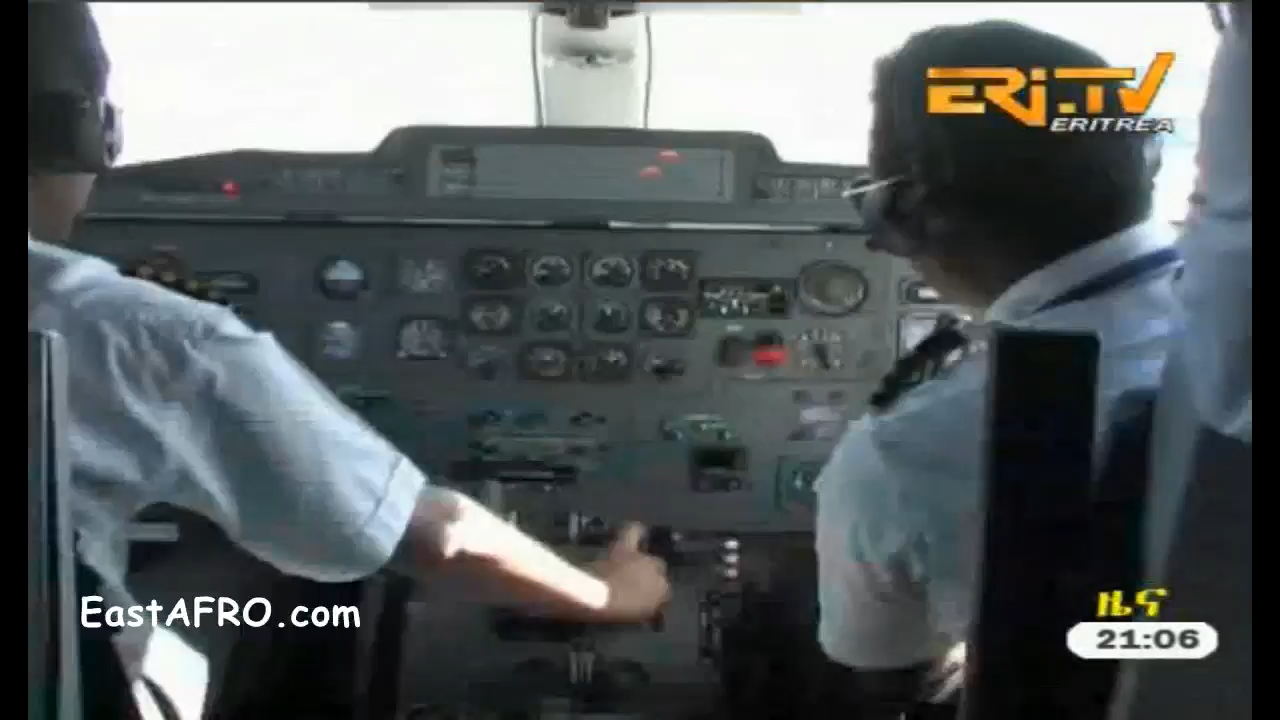 ERi.TV
ERITREA
EastAFRO.com
ዜና
21:06